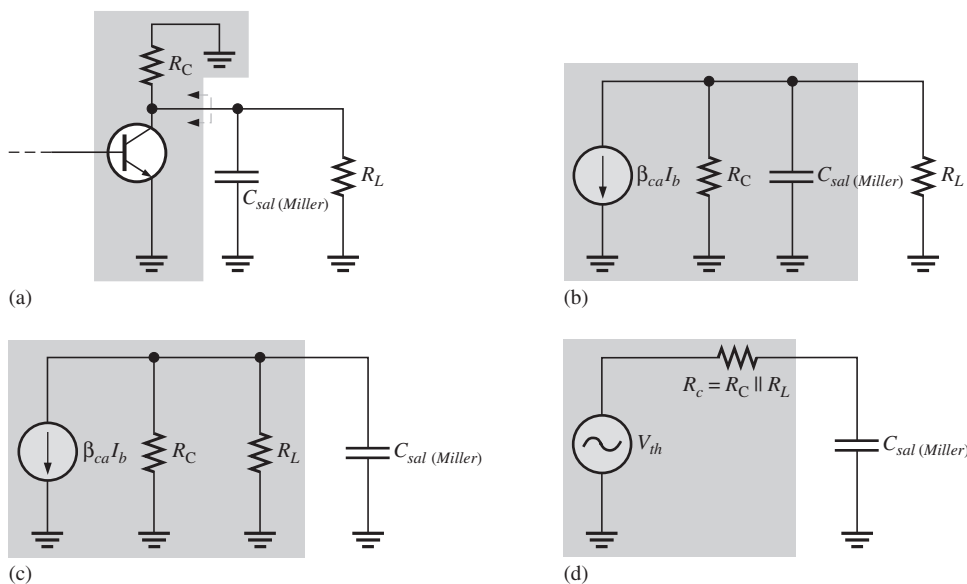 R_C
C_sal (Miller)
R_L
(a)
β_ca I_b
R_C
C_sal (Miller)
R_L
(b)
β_ca I_b
R_C
R_L
C_sal (Miller)
(c)
R_c = R_C || R_L
V_th
C_sal (Miller)
(d)